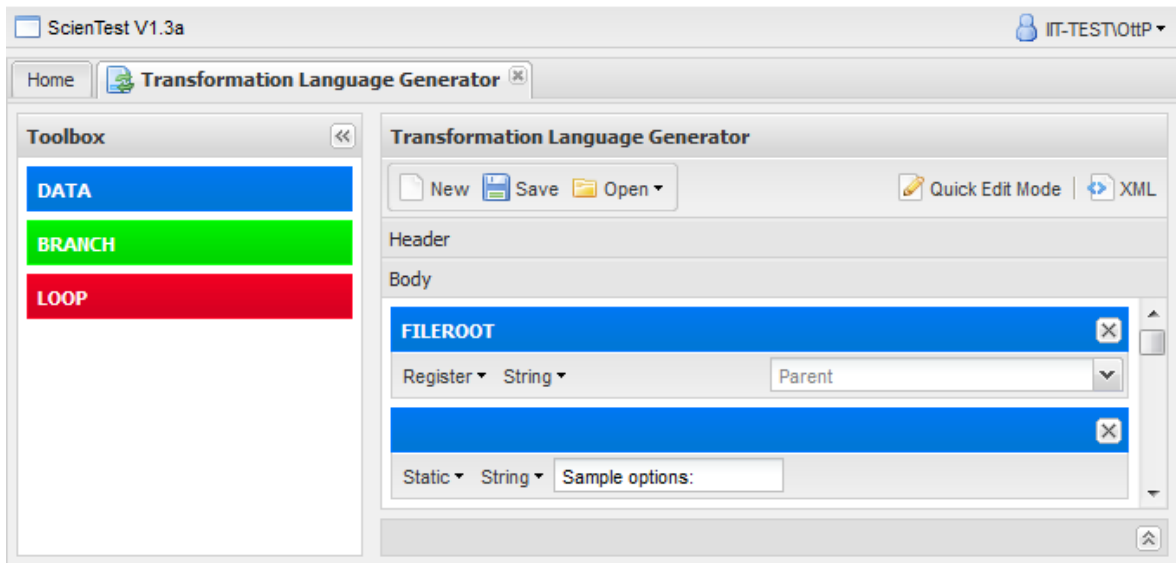 ScienTest V1.3a
IIT-TEST\OttP
Home
Transformation Language Generator
Toolbox
DATA
BRANCH
LOOP
Transformation Language Generator
New Save Open
Quick Edit Mode | XML
Header
Body
FILEROOT
Register String Parent
Static String Sample options: